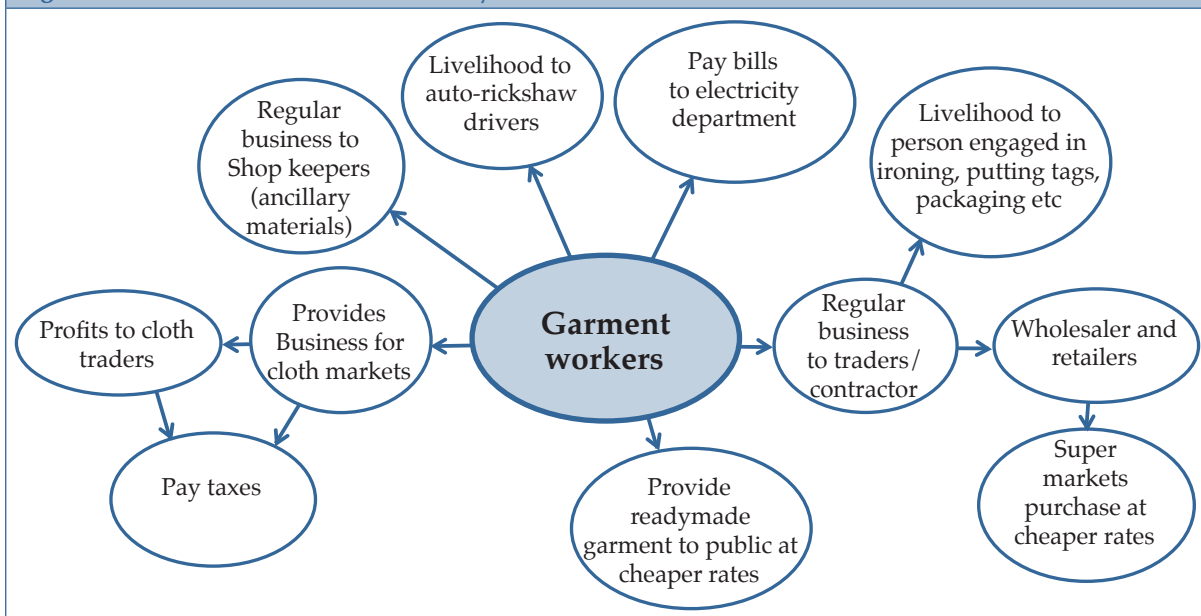 Livelihood to
auto-rickshaw
drivers
Pay bills
to electricity
department
Regular
business to
Shop keepers
(ancillary
materials)
Livelihood to
person engaged in
ironing, putting tags,
packaging etc
Garment
workers
Profits to cloth
traders
Provides
Business for
cloth markets
Regular
business
to traders/
contractor
Wholesaler and
retailers
Pay taxes
Provide
readymade
garment to public at
cheaper rates
Super
markets
purchase at
cheaper rates